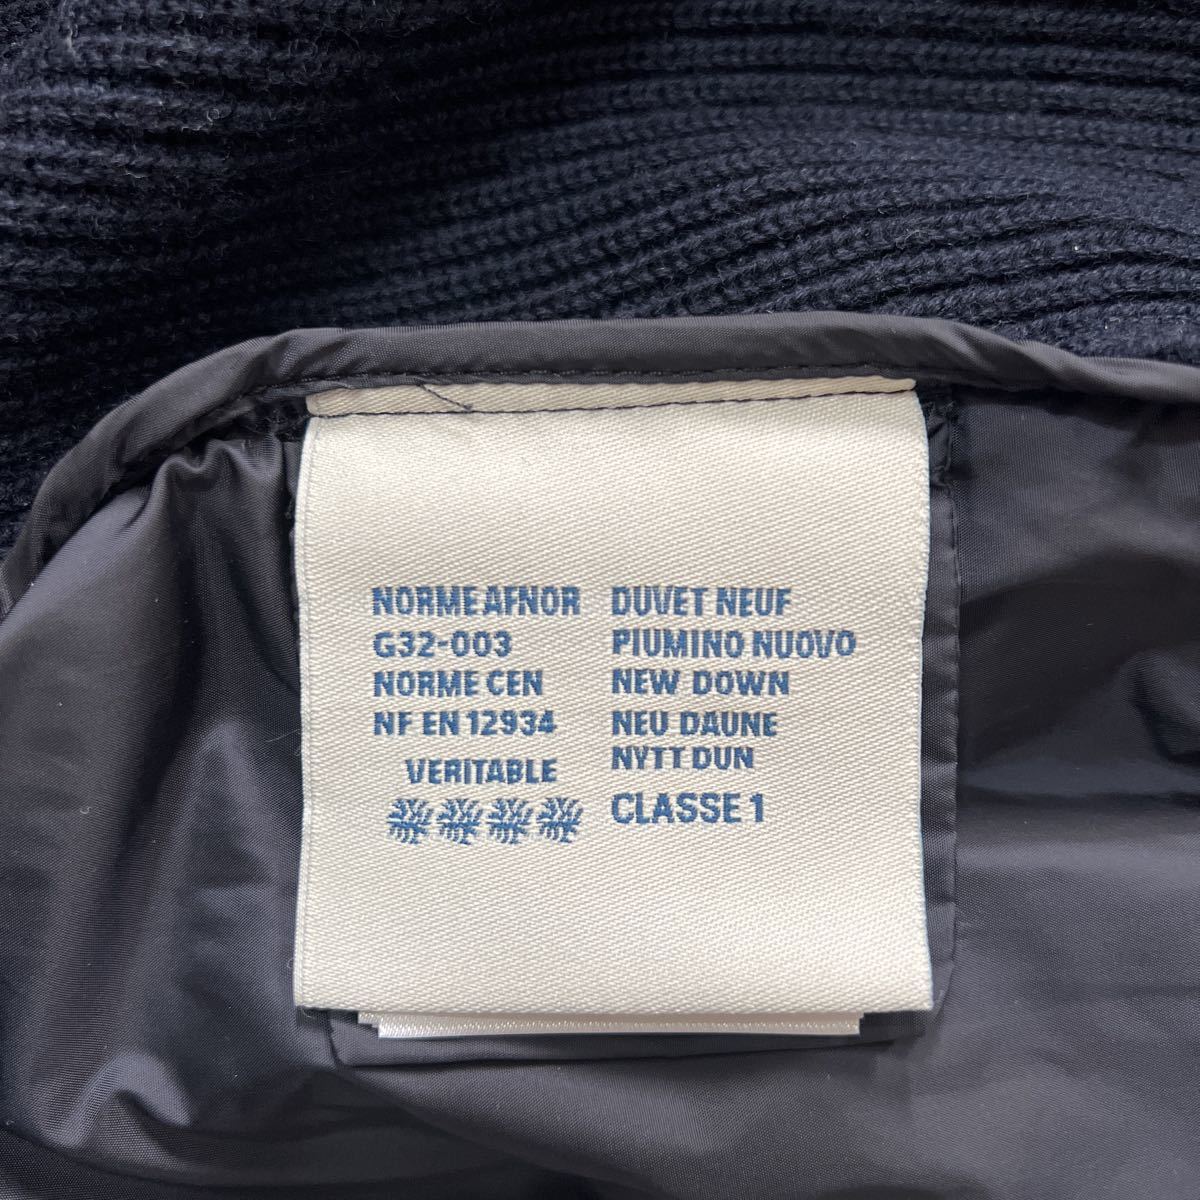 NORME AFNOR
G32-003
NORME CEN
NF EN 12934
VERITABLE
DUVET NEUF
PIUMINO NUOVO
NEW DOWN
NEU DAUNE
NYTT DUN
CLASSE 1